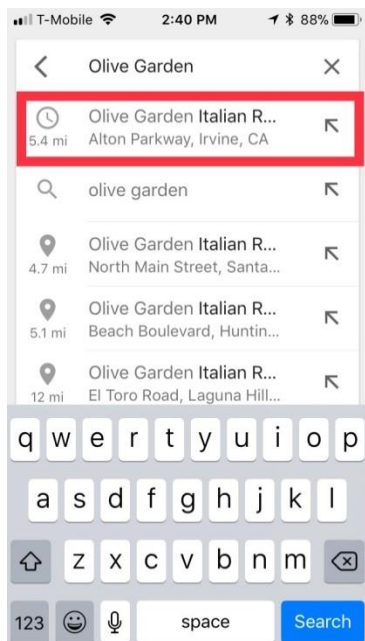 T-Mobile 2:40 PM 88%
Olive Garden
Olive Garden Italian R...
5.4 mi Alton Parkway, Irvine, CA
olive garden
Olive Garden Italian R...
4.7 mi North Main Street, Santa...
Olive Garden Italian R...
5.1 mi Beach Boulevard, Huntin...
Olive Garden Italian R...
12 mi El Toro Road, Laguna Hill...
q w e r t y u i o p
a s d f g h j k l
z x c v b n m
123 space Search